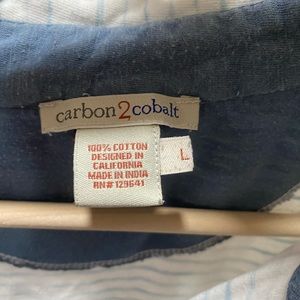 carbon2cobalt
100% COTTON
DESIGNED IN
CALIFORNIA
MADE IN INDIA
RN# 129641
L